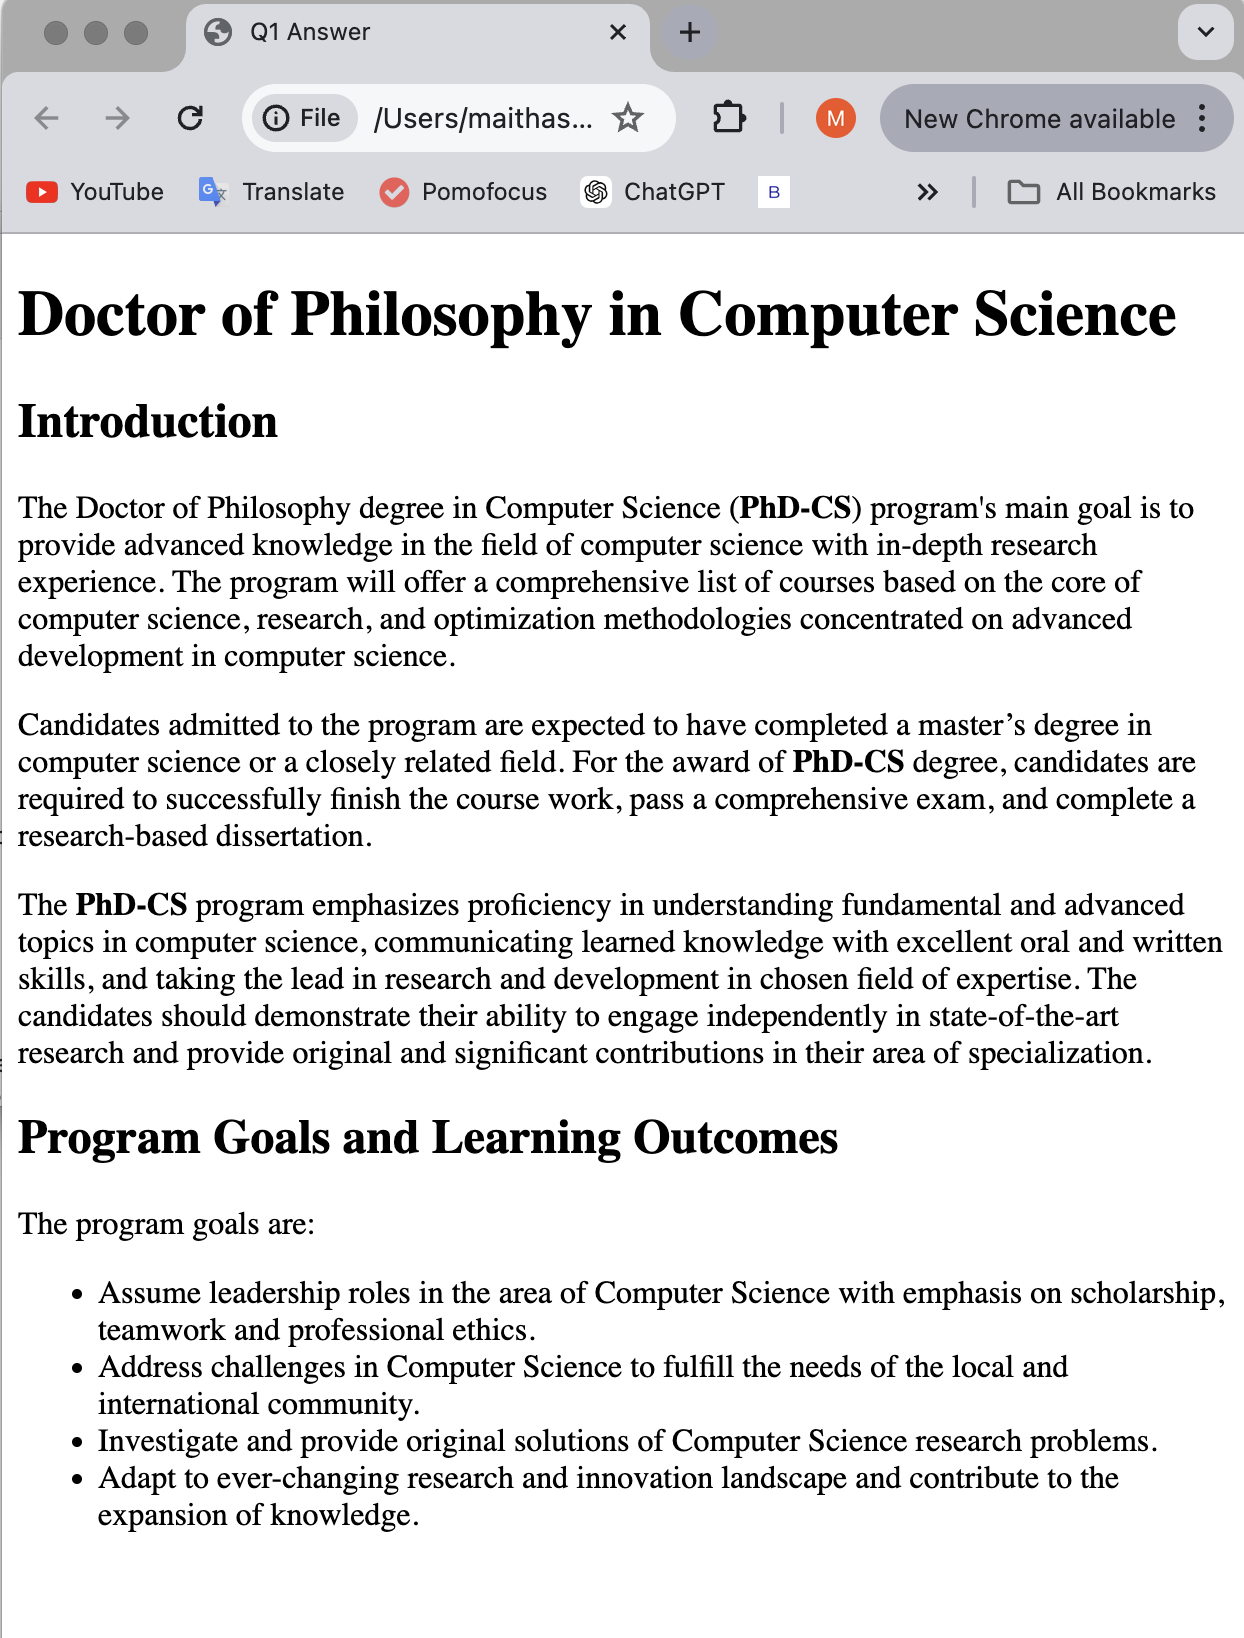 Q1 Answer
File
/Users/maithas...
M
New Chrome available
YouTube
Translate
Pomofocus
ChatGPT
B
All Bookmarks
Doctor of Philosophy in Computer Science
Introduction
The Doctor of Philosophy degree in Computer Science (PhD-CS) program's main goal is to
provide advanced knowledge in the field of computer science with in-depth research
experience. The program will offer a comprehensive list of courses based on the core of
computer science, research, and optimization methodologies concentrated on advanced
development in computer science.
Candidates admitted to the program are expected to have completed a master’s degree in
computer science or a closely related field. For the award of PhD-CS degree, candidates are
required to successfully finish the course work, pass a comprehensive exam, and complete a
research-based dissertation.
The PhD-CS program emphasizes proficiency in understanding fundamental and advanced
topics in computer science, communicating learned knowledge with excellent oral and written
skills, and taking the lead in research and development in chosen field of expertise. The
candidates should demonstrate their ability to engage independently in state-of-the-art
research and provide original and significant contributions in their area of specialization.
Program Goals and Learning Outcomes
The program goals are:
• Assume leadership roles in the area of Computer Science with emphasis on scholarship,
teamwork and professional ethics.
• Address challenges in Computer Science to fulfill the needs of the local and
international community.
• Investigate and provide original solutions of Computer Science research problems.
• Adapt to ever-changing research and innovation landscape and contribute to the
expansion of knowledge.